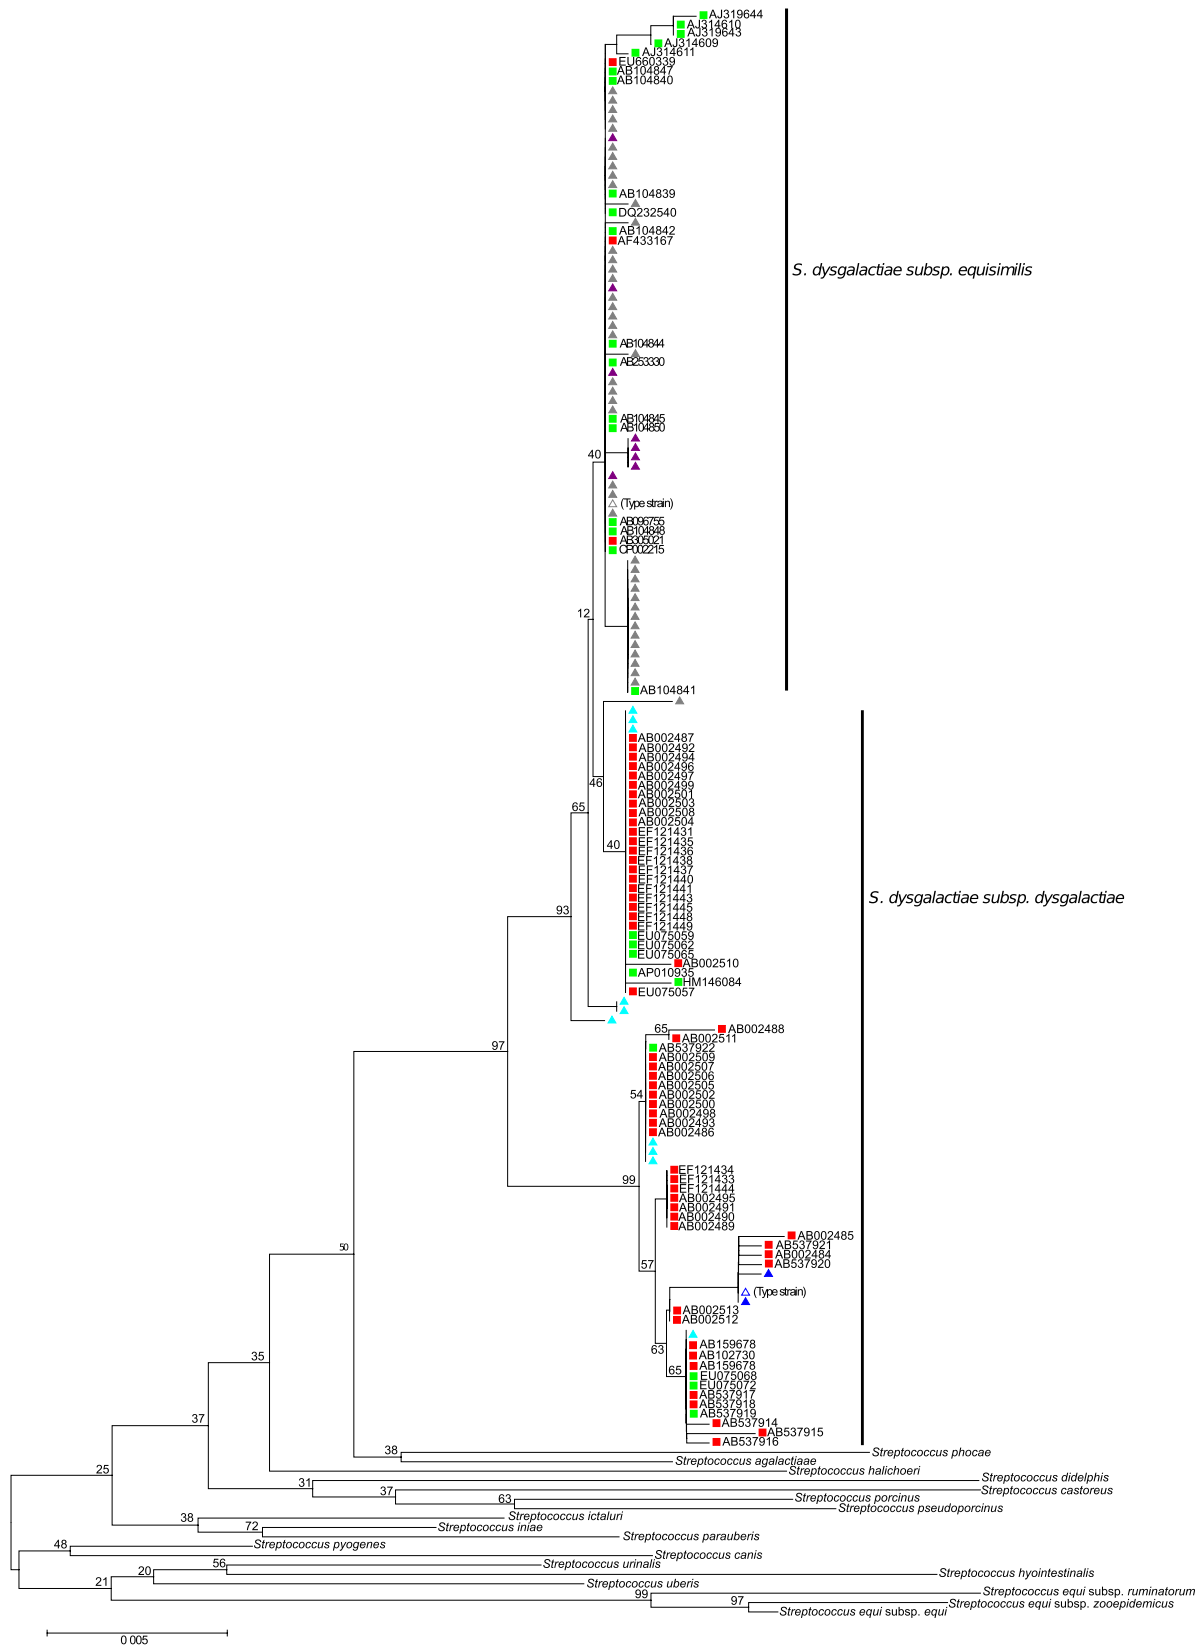 AJ319644
AJ314610
AJ319643
AJ314609
AJ314611
EU660339
AB104847
AB104840
AB104839
DQ232540
AB104842
AF433167
S. dysgalactiae subsp. equisimilis
AB104844
AB253330
AB104845
AB104850
40
(Type strain)
AB096755
AB104848
AB305021
CP002215
12
AB104841
AB002487
AB002492
AB002494
AB002496
AB002497
46
AB002499
AB002501
AB002503
65
AB002508
AB002504
EF121431
EF121435
40
EF121436
EF121438
EF121437
EF121440
EF121441
EF121443
S. dysgalactiae subsp. dysgalactiae
EF121445
93
EF121448
EF121449
EU075059
EU075062
EU075065
AB002510
AP010935
HM146084
EU075057
65
AB002488
AB002511
97
AB537922
AB002509
AB002507
AB002506
AB002505
54
AB002502
AB002500
AB002498
AB002493
AB002486
EF121434
99
EF121433
EF121444
AB002495
AB002491
AB002490
AB002489
AB002485
50
AB537921
AB002484
57
AB537920
(Type strain)
AB002513
AB002512
63
AB159678
35
AB102730
AB159678
65
EU075068
EU075072
AB537917
AB537918
AB537919
37
AB537914
AB537915
AB537916
38
Streptococcus phocae
Streptococcus agalactiaae
25
Streptococcus halichoeri
31
Streptococcus didelphis
37
Streptococcus castoreus
63
Streptococcus porcinus
Streptococcus pseudoporcinus
38
Streptococcus ictaluri
72
Streptococcus iniae
Streptococcus parauberis
48
Streptococcus pyogenes
Streptococcus canis
56
Streptococcus urinalis
20
Streptococcus hyointestinalis
21
Streptococcus uberis
99
Streptococcus equi subsp. ruminatorum
97
Streptococcus equi subsp. zooepidemicus
Streptococcus equi subsp. equi
0 005